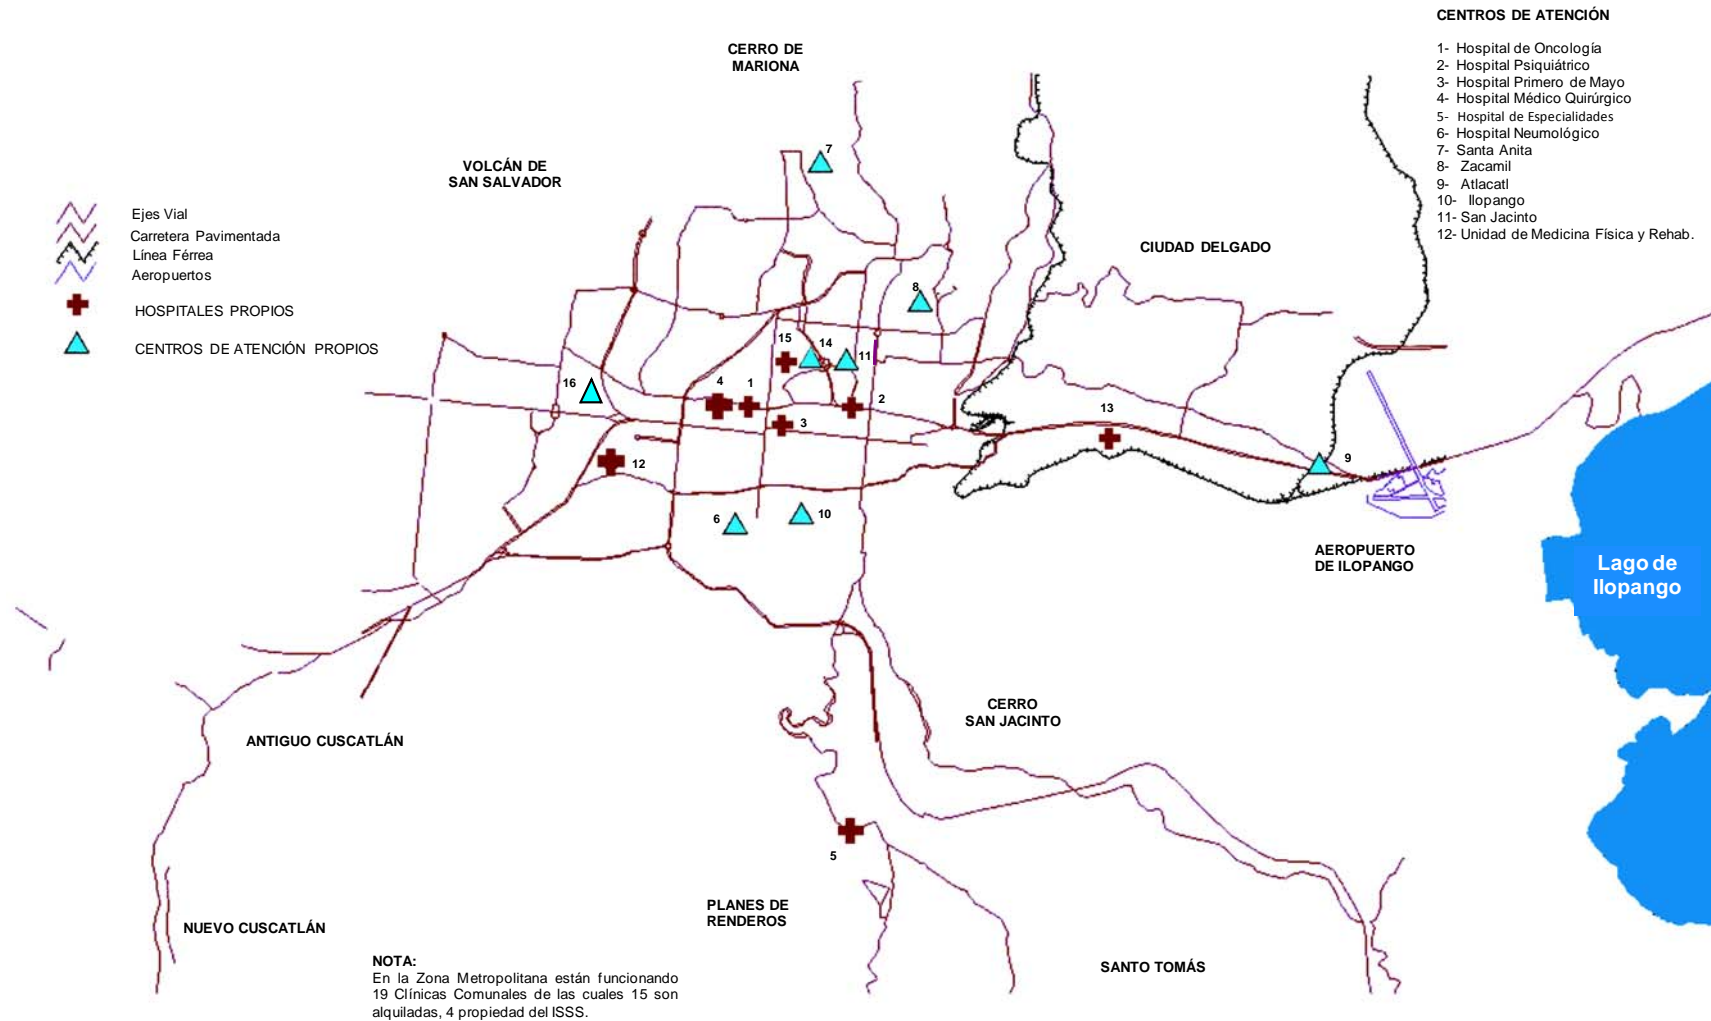 CENTROS DE ATENCIÓN
1- Hospital de Oncología
2- Hospital Psiquiátrico
3- Hospital Primero de Mayo
4- Hospital Médico Quirúrgico
5- Hospital de Especialidades
6- Hospital Neumológico
7- Santa Anita
8- Zacamil
9- Atlacatl
10- Ilopango
11- San Jacinto
12- Unidad de Medicina Física y Rehab.
CERRO DE
MARIONA
VOLCÁN DE
SAN SALVADOR
7
Ejes Vial
Carretera Pavimentada
Línea Férrea
Aeropuertos
HOSPITALES PROPIOS
CENTROS DE ATENCIÓN PROPIOS
CIUDAD DELGADO
8
15
14
11
16
4
1
2
3
13
12
9
6
10
AEROPUERTO
DE ILOPANGO
Lago de
Ilopango
CERRO
SAN JACINTO
ANTIGUO CUSCATLÁN
5
PLANES DE
RENDEROS
NUEVO CUSCATLÁN
SANTO TOMÁS
NOTA:
En la Zona Metropolitana están funcionando
19 Clínicas Comunales de las cuales 15 son
alquiladas, 4 propiedad del ISSS.